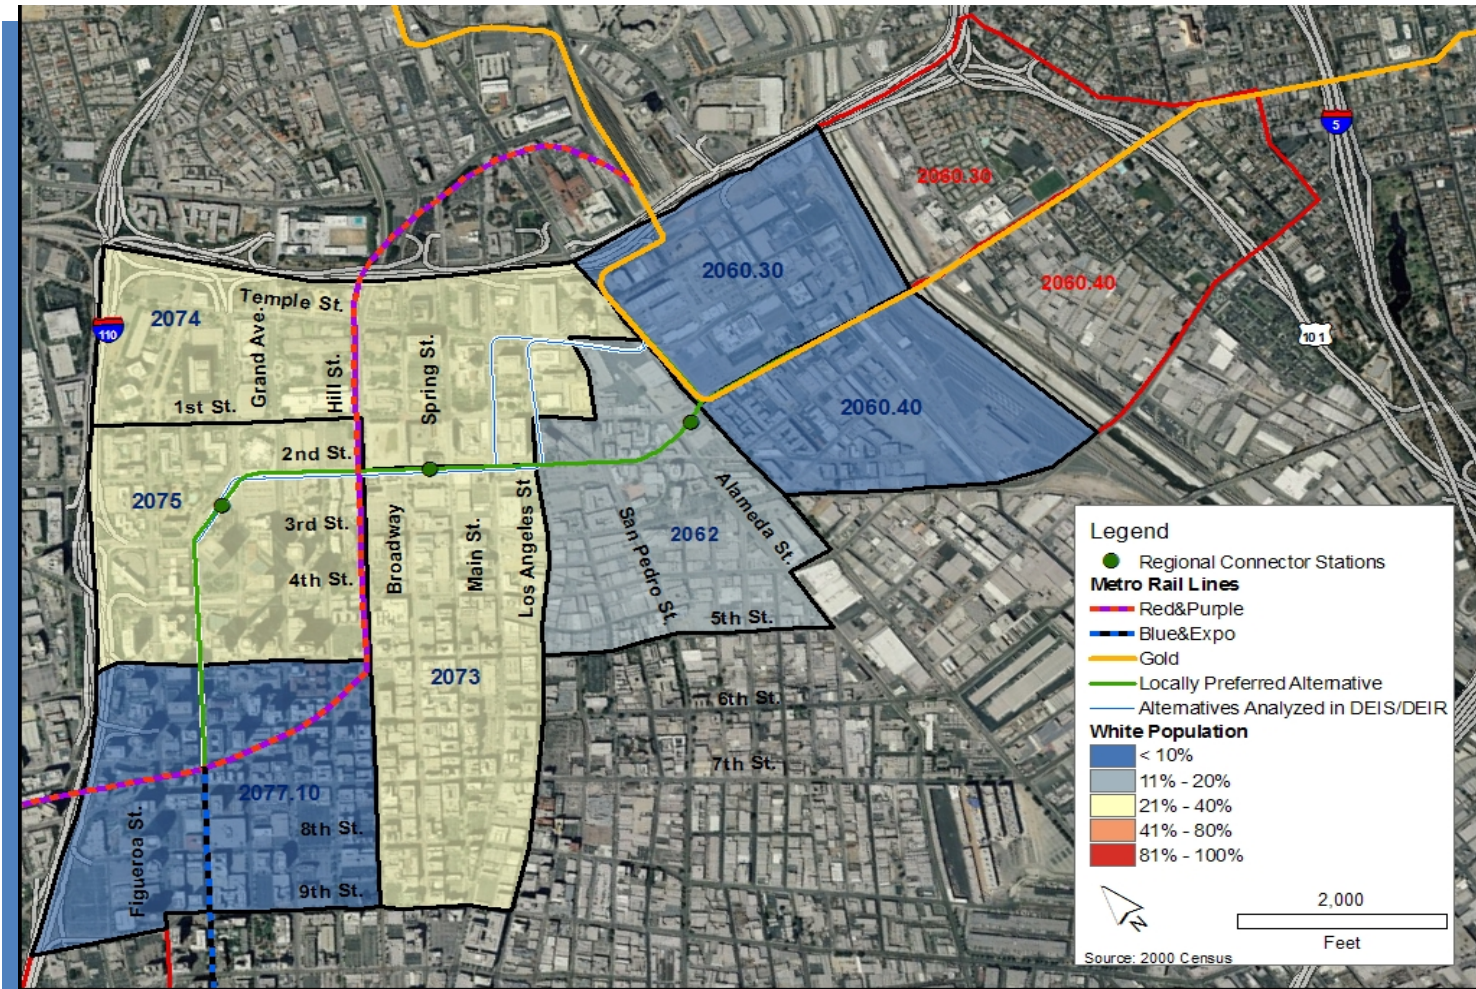 5
2060.30
2060.30
2060.40
101
Temple St.
2074
110
Grand Ave.
Hill St.
Spring St.
1st St.
2060.40
2nd St.
2075
3rd St.
Broadway
Main St.
Los Angeles St
San Pedro St.
2062
Alameda St.
4th St.
5th St.
2073
6th St.
7th St.
2077.10
8th St.
Figueroa St.
9th St.
Legend
Regional Connector Stations
Metro Rail Lines
Red&Purple
Blue&Expo
Gold
Locally Preferred Alternative
Alternatives Analyzed in DEIS/DEIR
White Population
< 10%
11% - 20%
21% - 40%
41% - 80%
81% - 100%
N
2,000
Feet
Source: 2000 Census